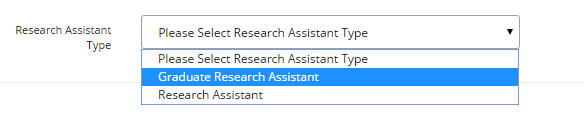 Research Assistant
Type
Please Select Research Assistant Type
Please Select Research Assistant Type
Graduate Research Assistant
Research Assistant